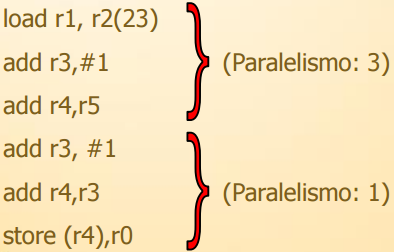 load r1, r2(23)
add r3,#1
(Paralelismo: 3)
add r4,r5
add r3, #1
add r4,r3
(Paralelismo: 1)
store (r4),r0